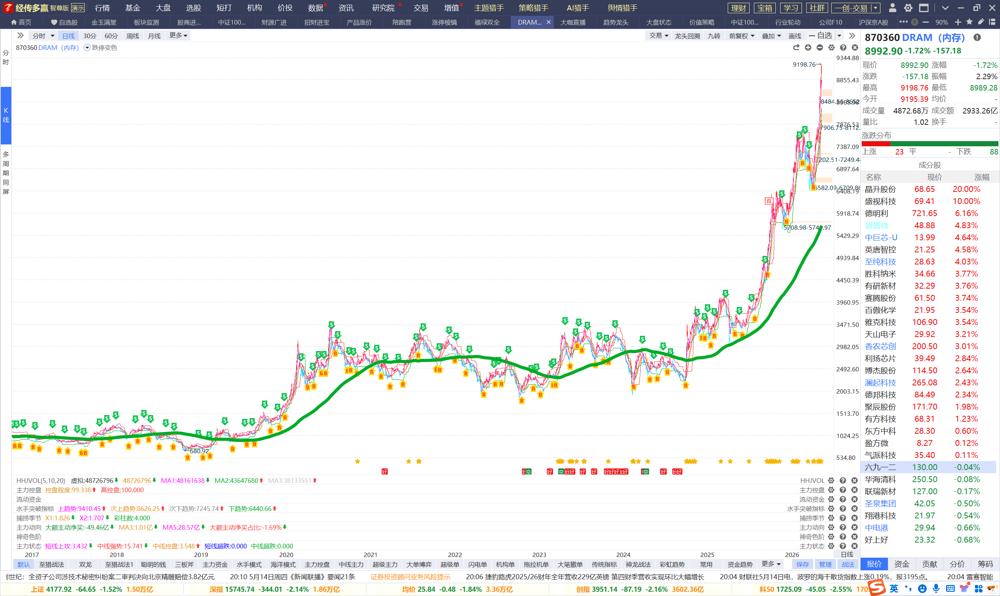 经传多赢 智尊版 演示 行情 基金 大盘 选股 短打 机构 价投 数据 资讯 研究院 交易 增值 主题猎手 策略猎手 AI猎手 舆情猎手 理财 宝箱 学习 社群 一创-交易
首页 自选股 金玉满堂 板块监测 股商进... 中证100... 财源广进 招财进宝 产品涨价 陪跑营 涨停棱镜 福禄双全 DRAM... 大咖直播 趋势龙头 大盘状态 价值策略 中证100... 行业轮动 公司F10 沪深京A股 90%
分时 日线 30分 60分 周线 月线 更多 交易 龙头回溯 九转 前复权 叠加 画线 自选
870360 DRAM（内存） 跌停变色
分时
K线
多周期同屏
9344.88
9198.76→
8855.43
7876.53
7906.75-8112.
7387.09
7202.51-7249.48
6897.64
6582.09-6709.86
6408.19
自
5918.74
5429.29
4939.84
4450.39
3960.95
3471.50
2982.05
2492.60
2003.15
1513.70
1024.25
←680.92
534.80
HHJVOL(5,10,20) 虚拟:48726796 48726796 MA1:48161638 MA2:43647680 MA3:38133551 HHJVOL
主力控盘 控盘程度:99.338 高控盘:100.000 主力控盘
流动资金 流动资金
水手突破指标 上趋势:9410.45 次上趋势:8626.25 次下趋势:7245.74 下趋势:6440.66 水手突破指标
捕捞季节 X1:1.826 X2:1.707 彩柱数:4.000 捕捞季节
主力动向 大额主动净买:-49.46亿 MA3:1.01亿 MA5:28.57亿 大额主动净买占比:-1.69% 主力动向
神奇色阶 神奇色阶
主力状态 短线上攻:3.432 中线强势:15.741 中线控盘:3.548 短线超跌:0.000 中线超跌:0.000 主力状态
2017 2018 2019 2020 2021 2022 2023 2024 2025 2026 日线
默认 至猎战法 双龙 至猎战法1 聪明的钱 三板斧 主力资金 水手模式 海洋模式 主力控盘 中线主力 超级主力 大单博弈 超级单 闪电单 机构单 拖拉机单 大笔撤单 传统指标 神龙战法 彩虹趋势 常用 资金趋势 更多 保存 管理 战法
870360 DRAM（内存）
8992.90 -1.72% -157.18
现价 8992.90 涨幅 -1.72%
涨跌 -157.18 振幅 2.29%
最高 9198.76 最低 8989.28
今开 9195.39 均价 -
成交量 4872.68万 成交额 2933.26亿
量比 1.02 换手 -
涨跌分布
上涨 23 平 - 下跌 88
成分股
名称 现价 涨幅
晶升股份 68.65 20.00%
盛视科技 69.41 10.00%
德明利 721.65 6.16%
盛景微 48.88 4.83%
中巨芯-U 13.99 4.64%
英唐智控 21.25 4.58%
至纯科技 28.63 4.03%
胜科纳米 34.66 3.77%
有研新材 32.29 3.76%
赛腾股份 61.50 3.74%
百傲化学 21.95 3.54%
雅克科技 106.90 3.54%
天山电子 29.92 3.21%
香农芯创 200.50 3.01%
利扬芯片 39.49 2.84%
博杰股份 114.50 2.64%
澜起科技 265.08 2.43%
德邦科技 84.49 2.34%
聚辰股份 171.70 1.98%
有方科技 68.31 1.23%
东方中科 28.30 0.60%
盈方微 8.27 0.12%
气派科技 35.40 0.11%
六九一二 130.00 -0.04%
华海清科 250.50 -0.08%
联瑞新材 127.00 -0.17%
圣泉集团 42.05 -0.50%
翔港科技 21.97 -0.54%
中电港 29.94 -0.66%
好上好 23.32 -0.68%
报价 资金 贡献 分价 筹码
世纪：全资子公司涉技术秘密纠纷案二审判决向北京精雕赔偿3.82亿元 20:10 5月14日周四《新闻联播》要闻21条 证券投资顾问业务风险提示 20:06 捷豹路虎2025/26财年全年营收229亿英镑 第四财季营收实现环比大幅增长 20:04 财联社5月14日电，波罗的海干散货指数上涨0.19%，报3195点。 20:04 雷赛智能
上证 4177.92 -64.65 -1.52% 1.50万亿 深指 15745.74 -344.01 -2.14% 1.86万亿 均价 25.84 -0.48 -1.84% 3.36万亿 创指 3951.14 -87.19 -2.16% 3602.36亿 科50 1725.09 -45.05 -2.55% 英